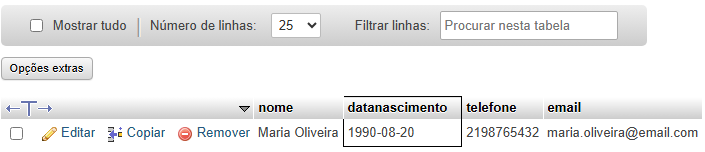 Mostrar tudo Número de linhas: 25 Filtrar linhas: Procurar nesta tabela
Opções extras
nome datanascimento telefone email
Editar Copiar Remover Maria Oliveira 1990-08-20 2198765432 maria.oliveira@email.com